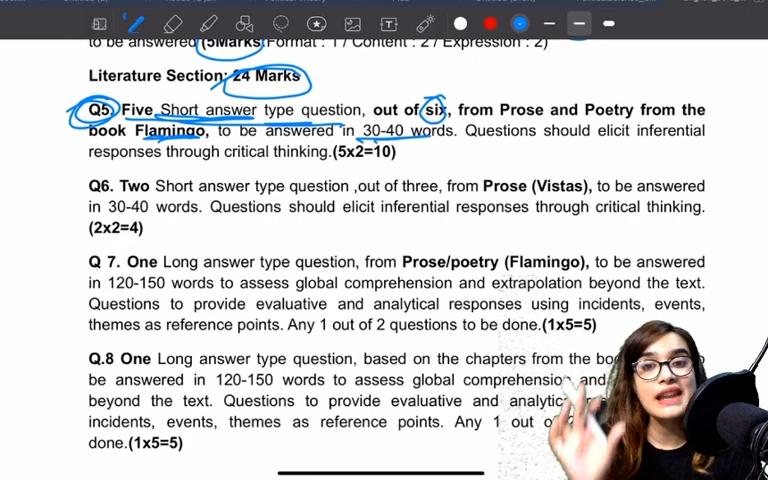 to be answered (5Marks Format : 1 / Content : 2 / Expression : 2)
Literature Section: 24 Marks
Q5. Five Short answer type question, out of six, from Prose and Poetry from the
book Flamingo, to be answered in 30-40 words. Questions should elicit inferential
responses through critical thinking.(5x2=10)
Q6. Two Short answer type question ,out of three, from Prose (Vistas), to be answered
in 30-40 words. Questions should elicit inferential responses through critical thinking.
(2x2=4)
Q 7. One Long answer type question, from Prose/poetry (Flamingo), to be answered
in 120-150 words to assess global comprehension and extrapolation beyond the text.
Questions to provide evaluative and analytical responses using incidents, events,
themes as reference points. Any 1 out of 2 questions to be done.(1x5=5)
Q.8 One Long answer type question, based on the chapters from the
be answered in 120-150 words to assess global comprehension and
beyond the text. Questions to provide evaluative and
incidents, events, themes as reference points. Any 1 out
done.(1x5=5)